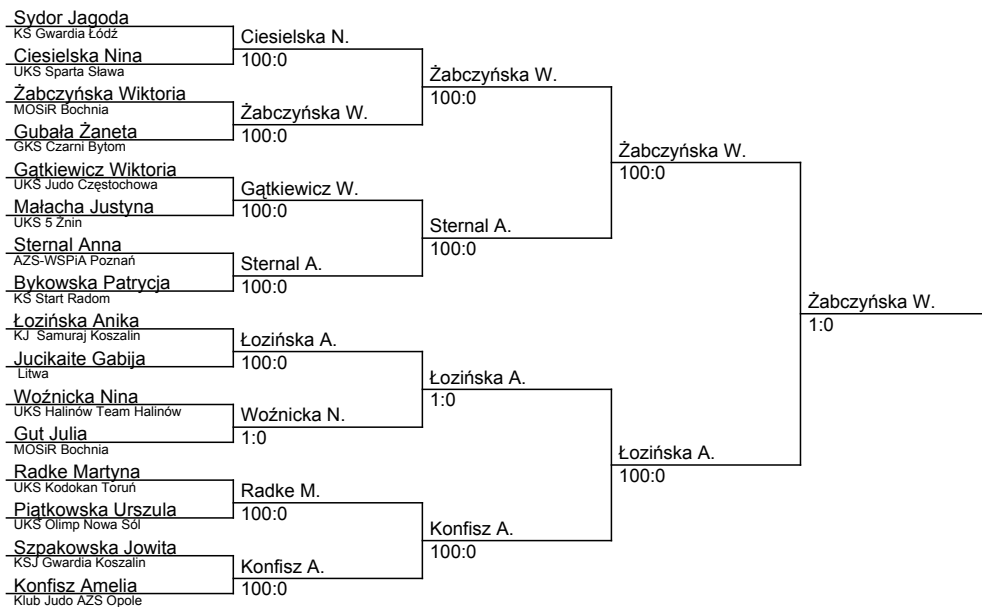 Sydor Jagoda
KS Gwardia Łódź
Ciesielska Nina
UKS Sparta Sława
Żabczyńska Wiktoria
MOSiR Bochnia
Gubała Żaneta
GKS Czarni Bytom
Gątkiewicz Wiktoria
UKS Judo Częstochowa
Małacha Justyna
UKS 5 Żnin
Sternal Anna
AZS-WSPiA Poznań
Bykowska Patrycja
KS Start Radom
Łozińska Anika
KJ Samuraj Koszalin
Jucikaite Gabija
Litwa
Woźnicka Nina
UKS Halinów Team Halinów
Gut Julia
MOSiR Bochnia
Radke Martyna
UKS Kodokan Toruń
Piątkowska Urszula
UKS Olimp Nowa Sól
Szpakowska Jowita
KSJ Gwardia Koszalin
Konfisz Amelia
Klub Judo AZS Opole
Ciesielska N.
100:0
Żabczyńska W.
100:0
Gątkiewicz W.
100:0
Sternal A.
100:0
Łozińska A.
100:0
Woźnicka N.
1:0
Radke M.
100:0
Konfisz A.
100:0
Żabczyńska W.
100:0
Sternal A.
100:0
Łozińska A.
1:0
Konfisz A.
100:0
Żabczyńska W.
100:0
Łozińska A.
100:0
Żabczyńska W.
1:0